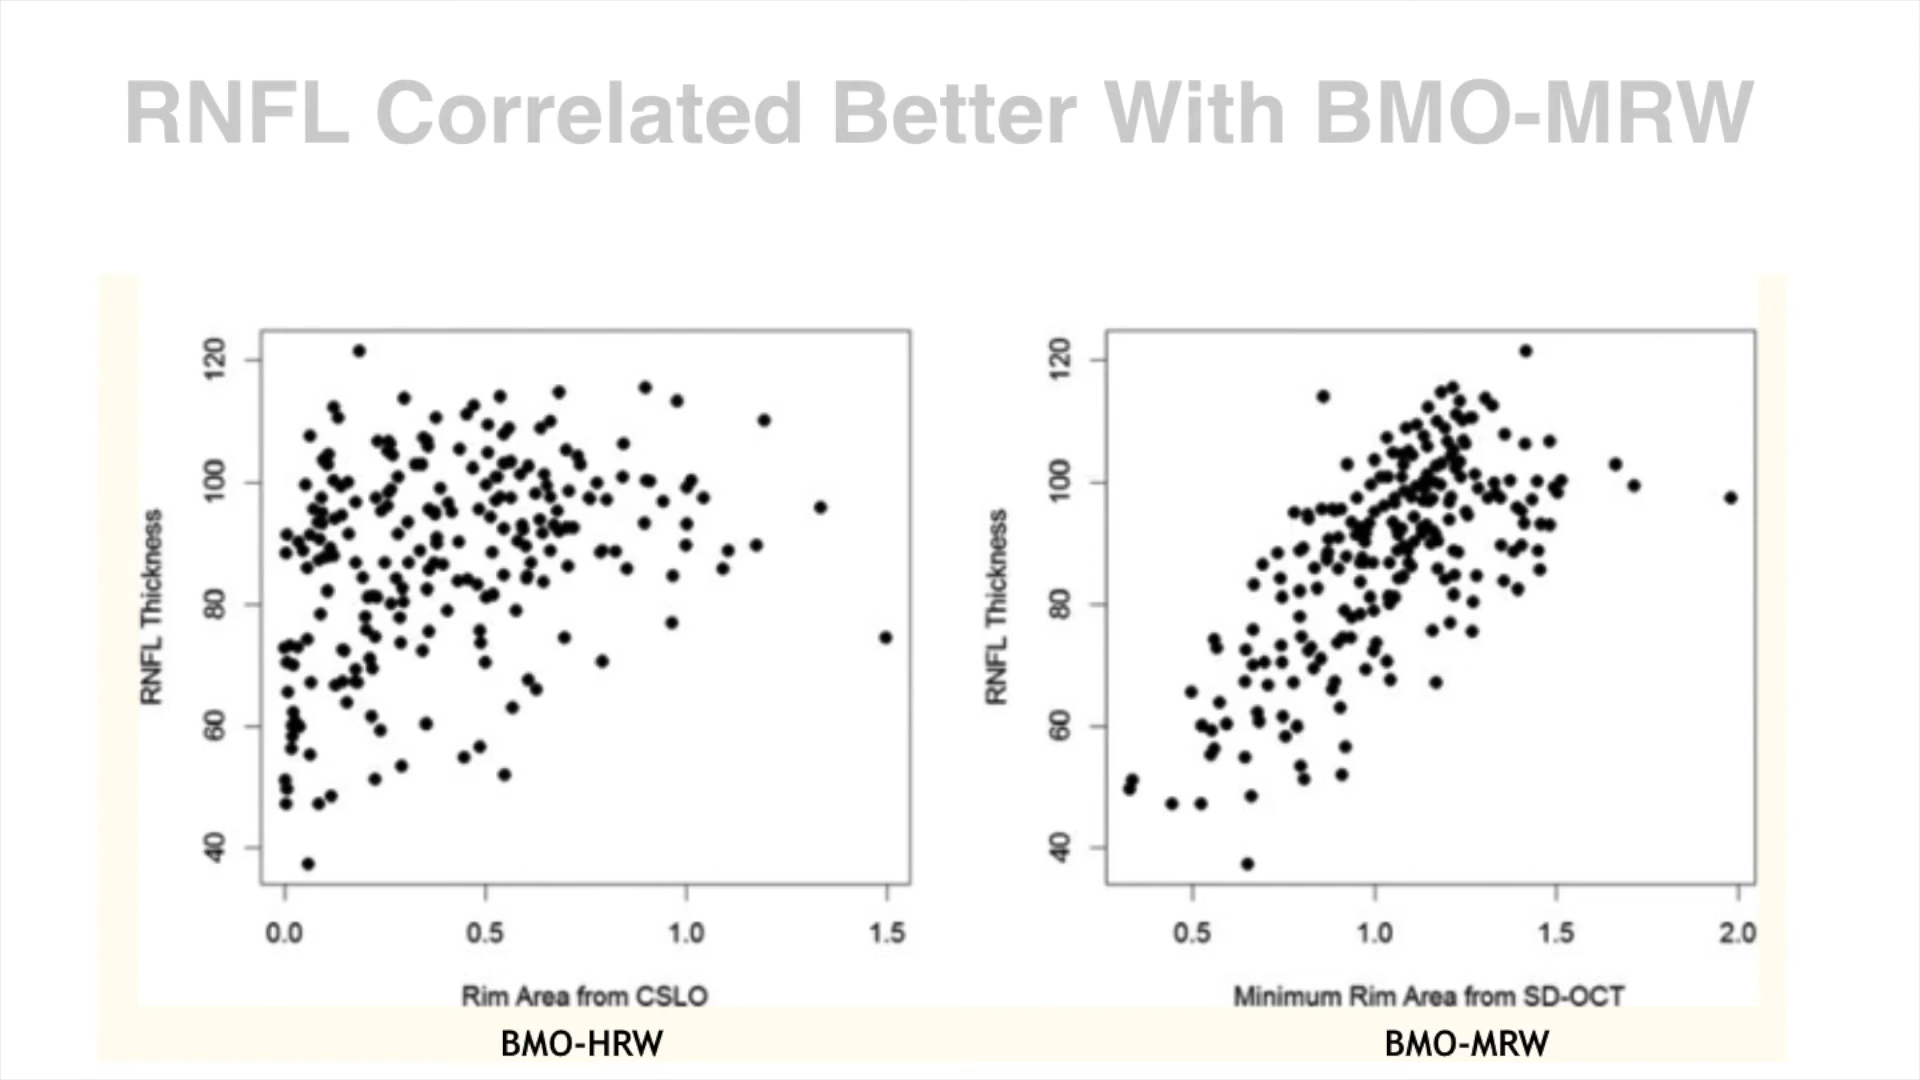 RNFL Correlated Better With BMO-MRW
120
100
80
60
40
RNFL Thickness
0.0 0.5 1.0 1.5
Rim Area from CSLO
BMO-HRW
120
100
80
60
40
RNFL Thickness
0.5 1.0 1.5 2.0
Minimum Rim Area from SD-OCT
BMO-MRW